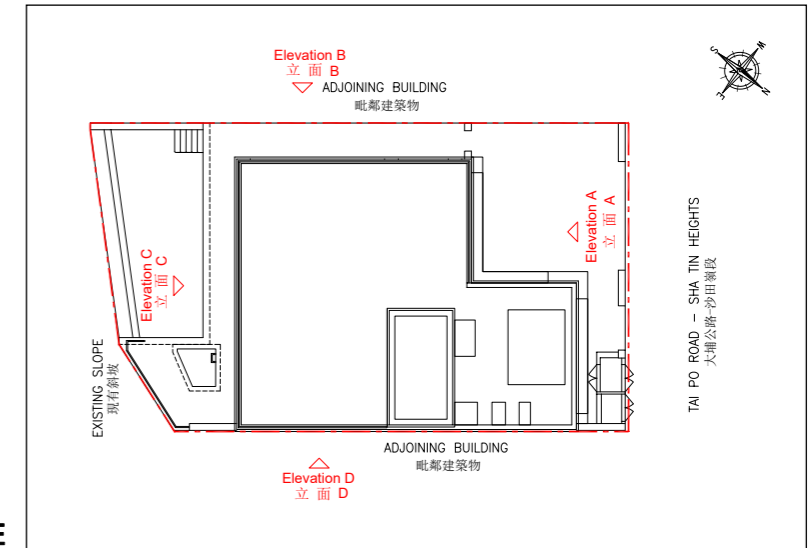 Elevation B
立 面 B
ADJOINING BUILDING
毗鄰建築物
S
W
E
N
Elevation A
立 面 A
TAI PO ROAD – SHA TIN HEIGHTS
大埔公路-沙田嶺段
Elevation C
立 面 C
EXISTING SLOPE
現有斜坡
ADJOINING BUILDING
毗鄰建築物
Elevation D
立 面 D